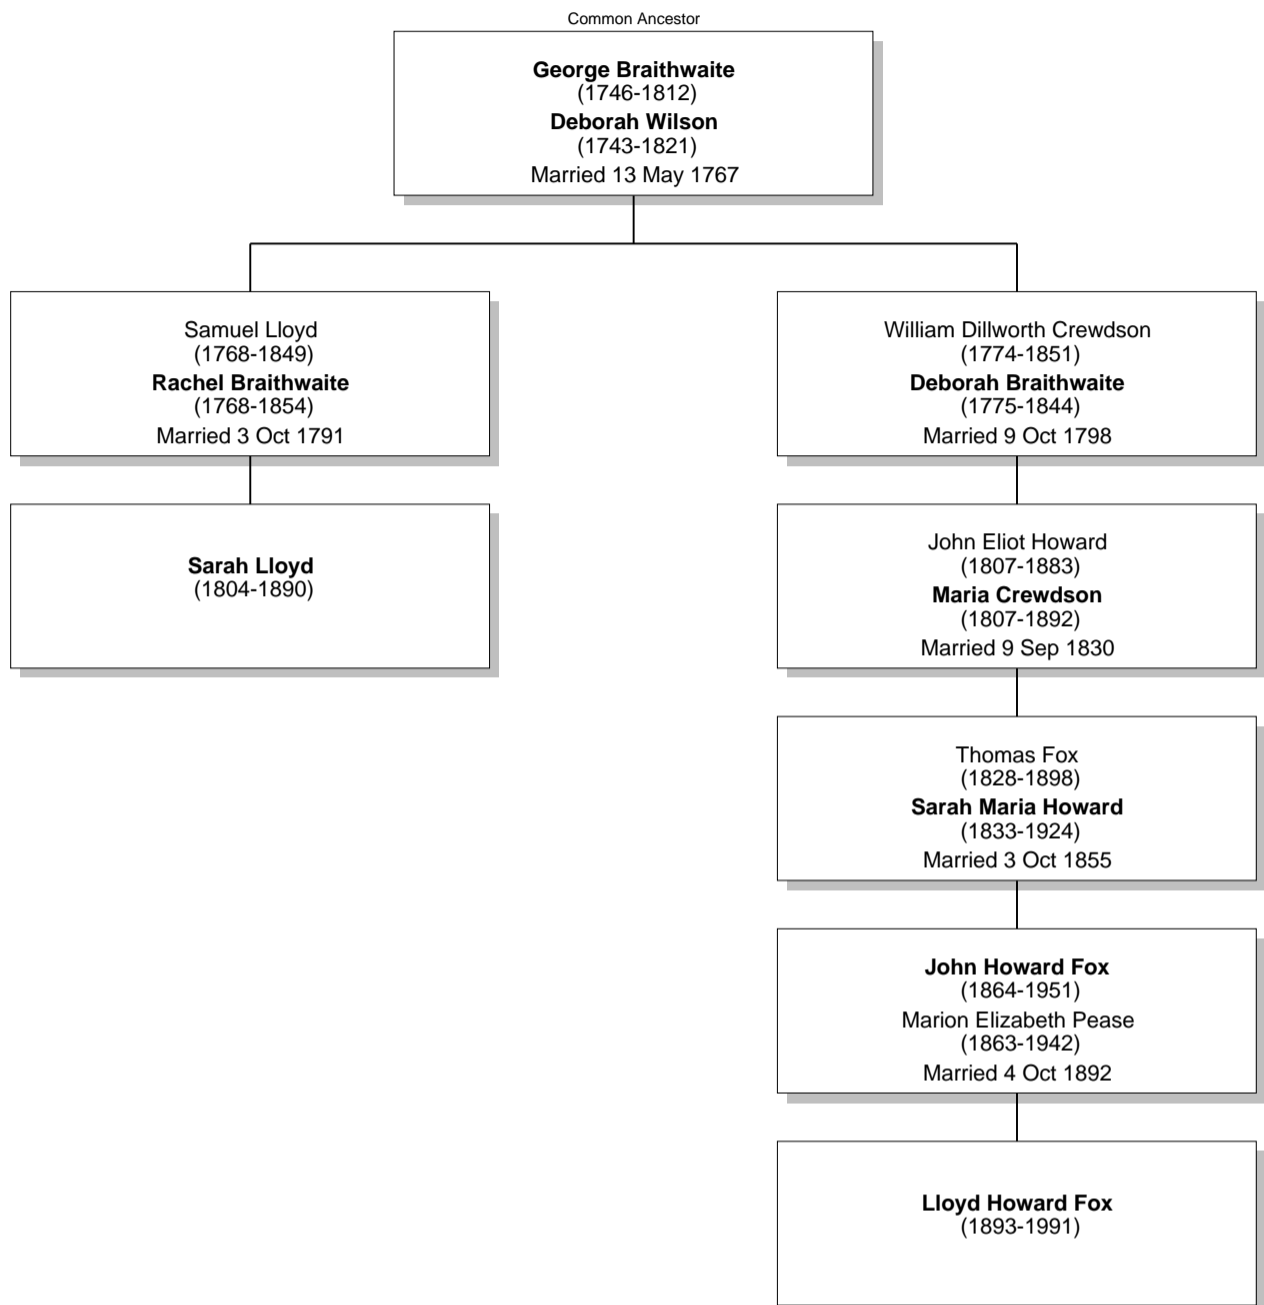 Common Ancestor
George Braithwaite
(1746-1812)
Deborah Wilson
(1743-1821)
Married 13 May 1767
Samuel Lloyd
(1768-1849)
Rachel Braithwaite
(1768-1854)
Married 3 Oct 1791
William Dillworth Crewdson
(1774-1851)
Deborah Braithwaite
(1775-1844)
Married 9 Oct 1798
Sarah Lloyd
(1804-1890)
John Eliot Howard
(1807-1883)
Maria Crewdson
(1807-1892)
Married 9 Sep 1830
Thomas Fox
(1828-1898)
Sarah Maria Howard
(1833-1924)
Married 3 Oct 1855
John Howard Fox
(1864-1951)
Marion Elizabeth Pease
(1863-1942)
Married 4 Oct 1892
Lloyd Howard Fox
(1893-1991)